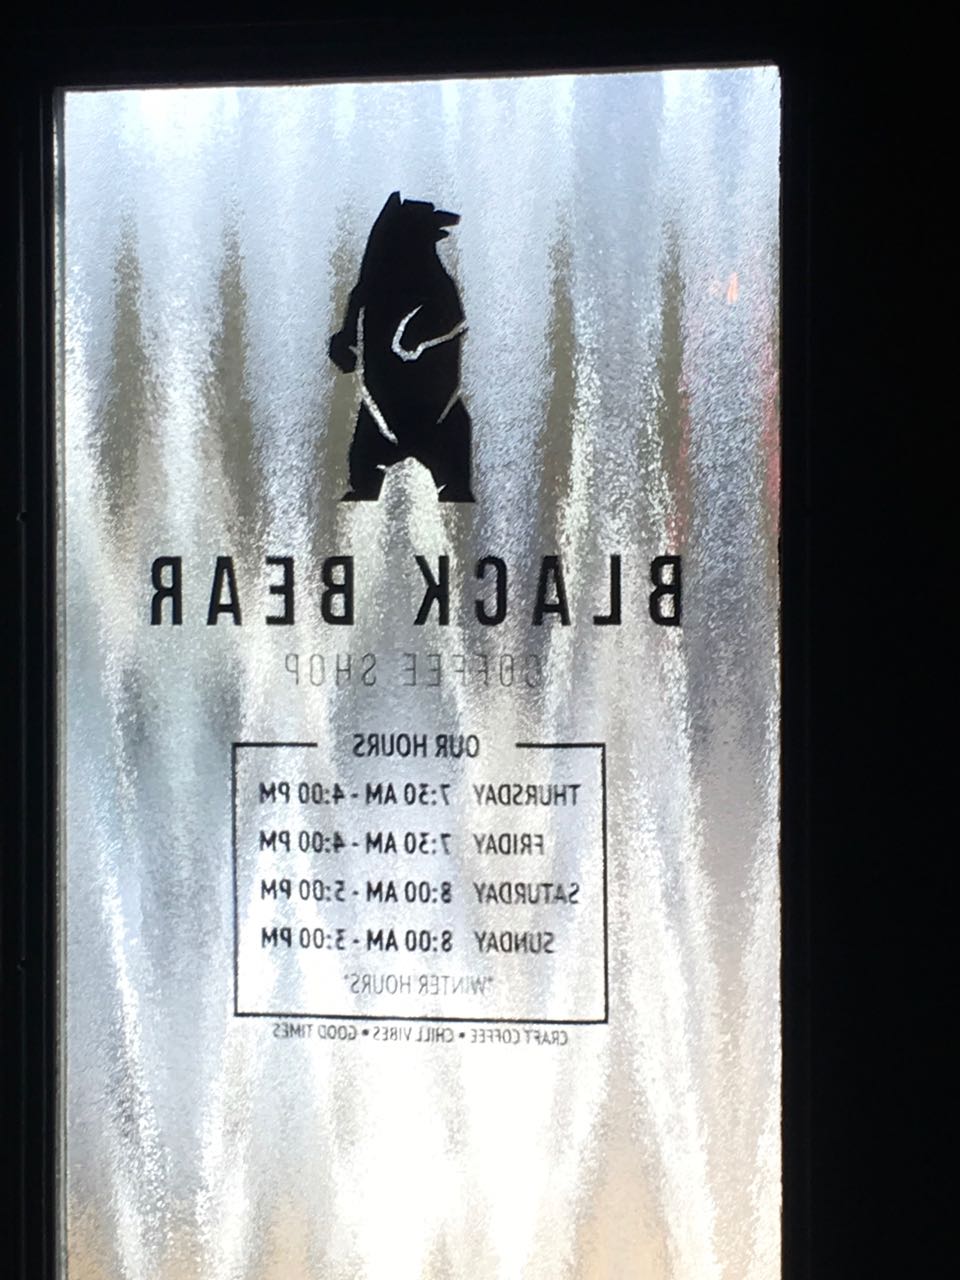 BLACK BEAR
COFFEE SHOP
OUR HOURS
THURSDAY 7:30 AM - 4:00 PM
FRIDAY 7:30 AM - 4:00 PM
SATURDAY 8:00 AM - 5:00 PM
SUNDAY 8:00 AM - 3:00 PM
*WINTER HOURS*
CRAFT COFFEE • CHILL VIBES • GOOD TIMES